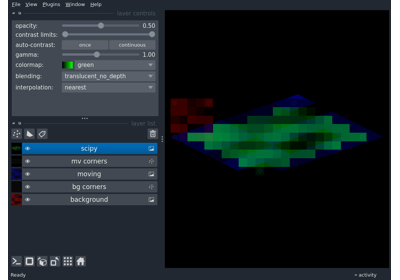 File View Plugins Window Help
layer controls
opacity: 0.50
contrast limits:
auto-contrast: once continuous
gamma: 1.00
colormap: green
blending: translucent_no_depth
interpolation: nearest
layer list
scipy
mv corners
moving
bg corners
background
Ready activity